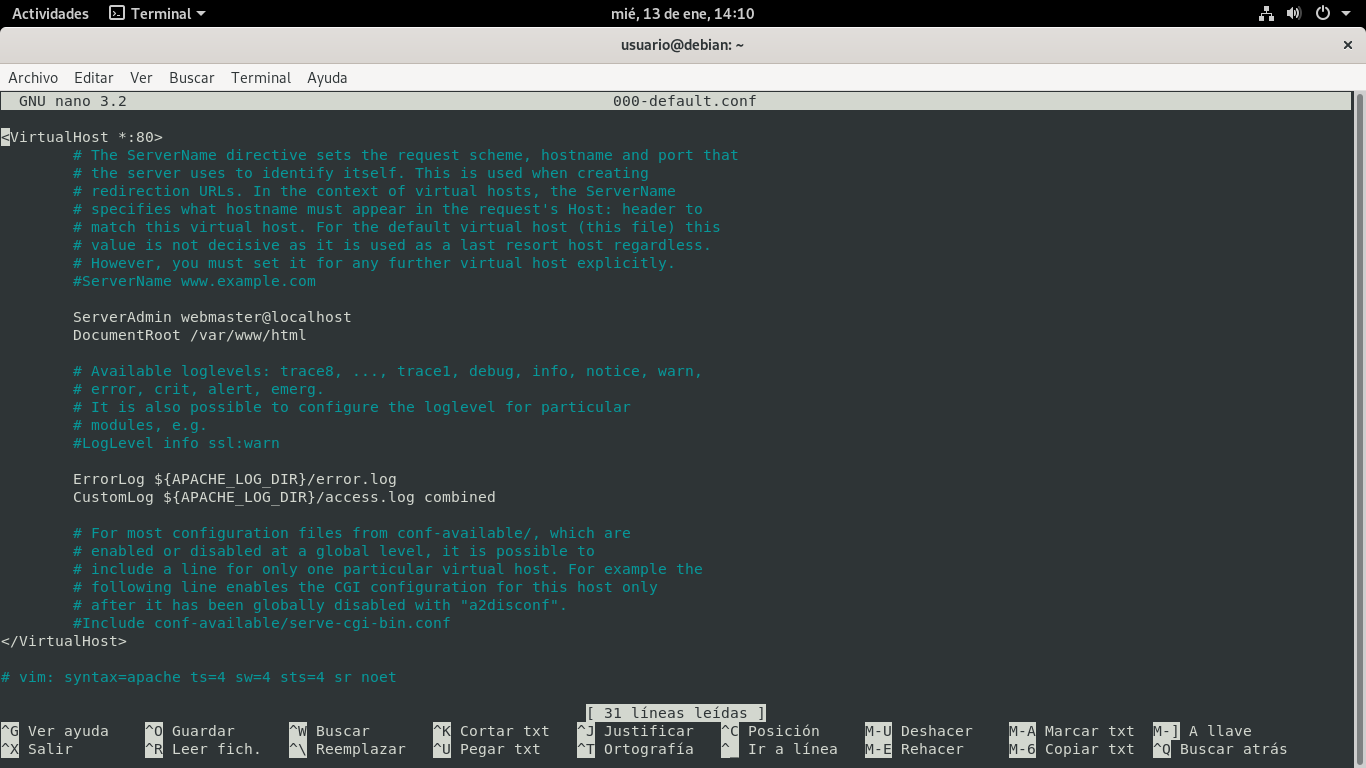 Actividades Terminal mié, 13 de ene, 14:10
usuario@debian: ~
Archivo Editar Ver Buscar Terminal Ayuda
GNU nano 3.2 000-default.conf
<VirtualHost *:80>
# The ServerName directive sets the request scheme, hostname and port that
# the server uses to identify itself. This is used when creating
# redirection URLs. In the context of virtual hosts, the ServerName
# specifies what hostname must appear in the request's Host: header to
# match this virtual host. For the default virtual host (this file) this
# value is not decisive as it is used as a last resort host regardless.
# However, you must set it for any further virtual host explicitly.
#ServerName www.example.com
ServerAdmin webmaster@localhost
DocumentRoot /var/www/html
# Available loglevels: trace8, ..., trace1, debug, info, notice, warn,
# error, crit, alert, emerg.
# It is also possible to configure the loglevel for particular
# modules, e.g.
#LogLevel info ssl:warn
ErrorLog ${APACHE_LOG_DIR}/error.log
CustomLog ${APACHE_LOG_DIR}/access.log combined
# For most configuration files from conf-available/, which are
# enabled or disabled at a global level, it is possible to
# include a line for only one particular virtual host. For example the
# following line enables the CGI configuration for this host only
# after it has been globally disabled with "a2disconf".
#Include conf-available/serve-cgi-bin.conf
</VirtualHost>
# vim: syntax=apache ts=4 sw=4 sts=4 sr noet
[ 31 líneas leídas ]
^G Ver ayuda ^O Guardar ^W Buscar ^K Cortar txt ^J Justificar ^C Posición M-U Deshacer M-A Marcar txt M-] A llave
^X Salir ^R Leer fich. ^\ Reemplazar ^U Pegar txt ^T Ortografía ^_ Ir a línea M-E Rehacer M-6 Copiar txt ^Q Buscar atrás